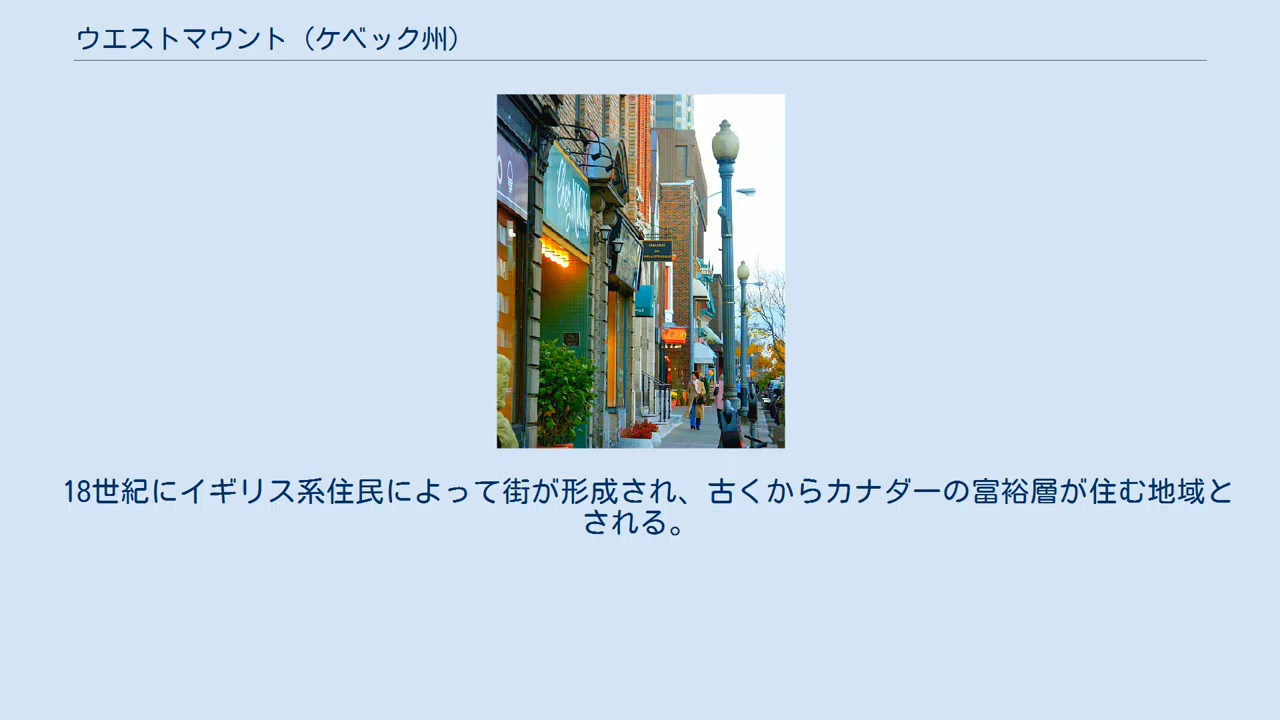 ウエストマウント（ケベック州）
GALERIE
18世紀にイギリス系住民によって街が形成され、古くからカナダ一の富裕層が住む地域と
される。